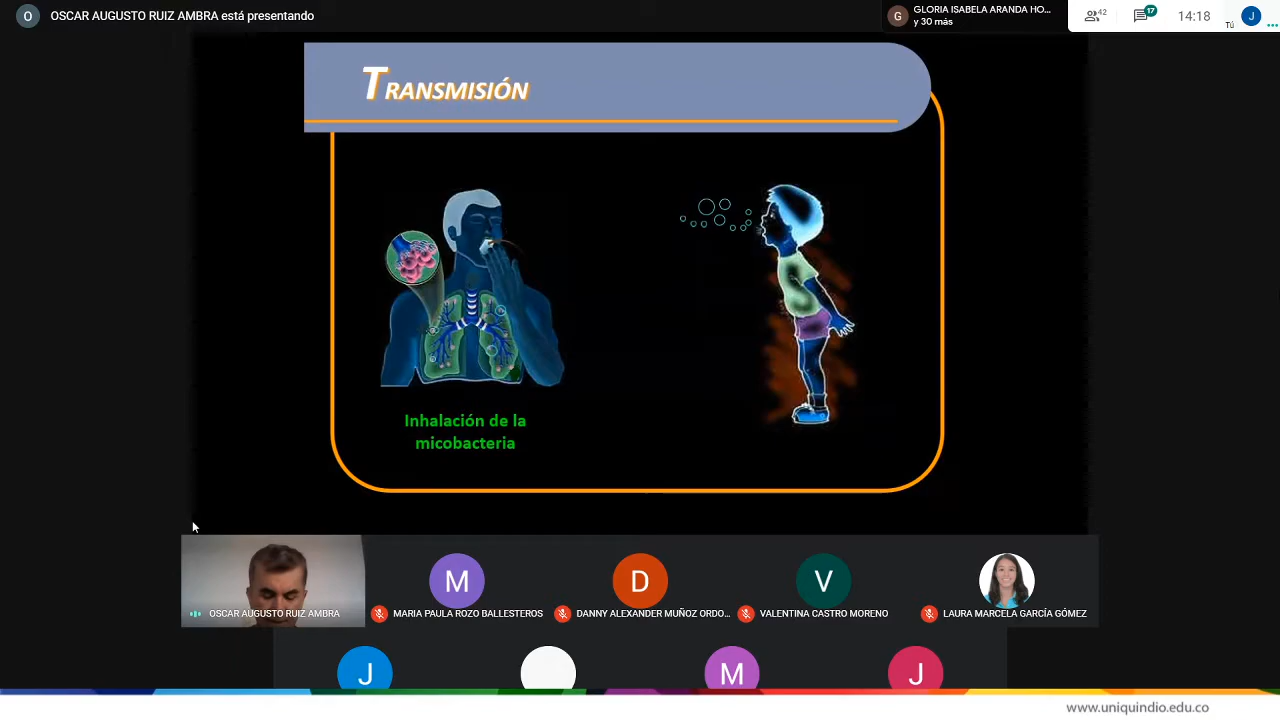 O OSCAR AUGUSTO RUIZ AMBRA está presentando
G GLORIA ISABELA ARANDA HO...
y 30 más
42
17
14:18
Tú
J
TRANSMISIÓN
Inhalación de la
micobacteria
M
D
V
OSCAR AUGUSTO RUIZ AMBRA
MARIA PAULA ROZO BALLESTEROS
DANNY ALEXANDER MUÑOZ ORDO...
VALENTINA CASTRO MORENO
LAURA MARCELA GARCÍA GÓMEZ
J
M
J
www.uniquindio.edu.co